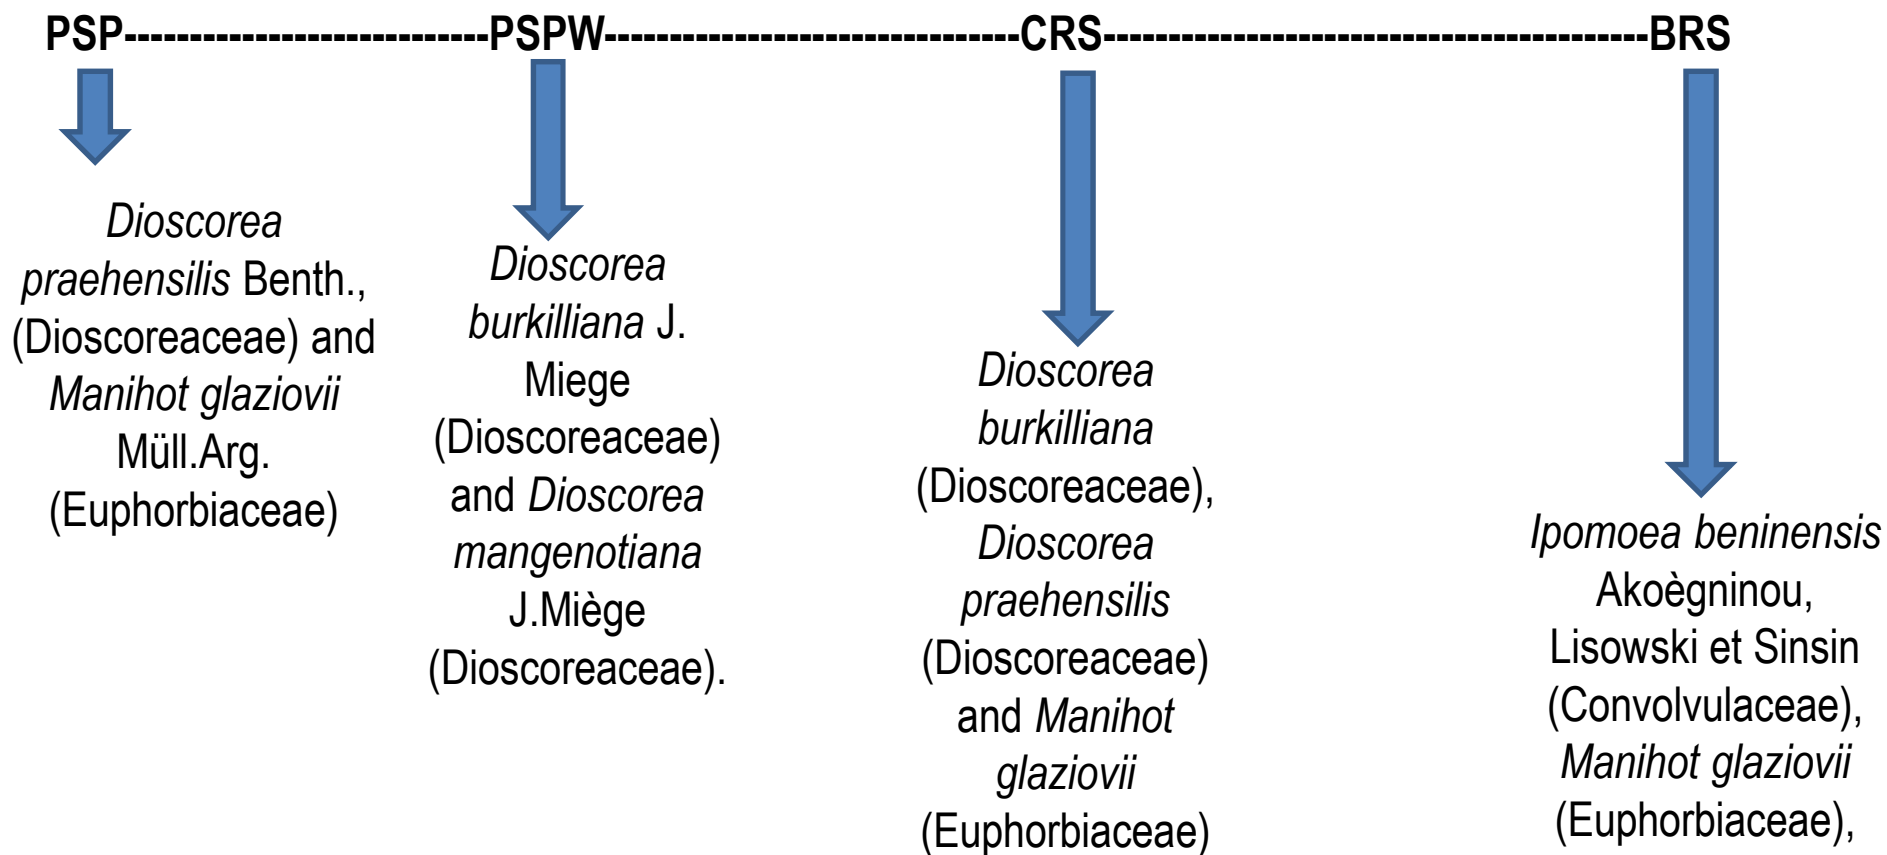 PSP----------------------------PSPW--------------------------------CRS------------------------------------------BRS
Dioscorea
praehensilis Benth.,
(Dioscoreaceae) and
Manihot glaziovii
Müll.Arg.
(Euphorbiaceae)
Dioscorea
burkilliana J.
Miege
(Dioscoreaceae)
and Dioscorea
mangenotiana
J.Miège
(Dioscoreaceae).
Dioscorea
burkilliana
(Dioscoreaceae),
Dioscorea
praehensilis
(Dioscoreaceae)
and Manihot
glaziovii
(Euphorbiaceae)
Ipomoea beninensis
Akoègninou,
Lisowski et Sinsin
(Convolvulaceae),
Manihot glaziovii
(Euphorbiaceae),